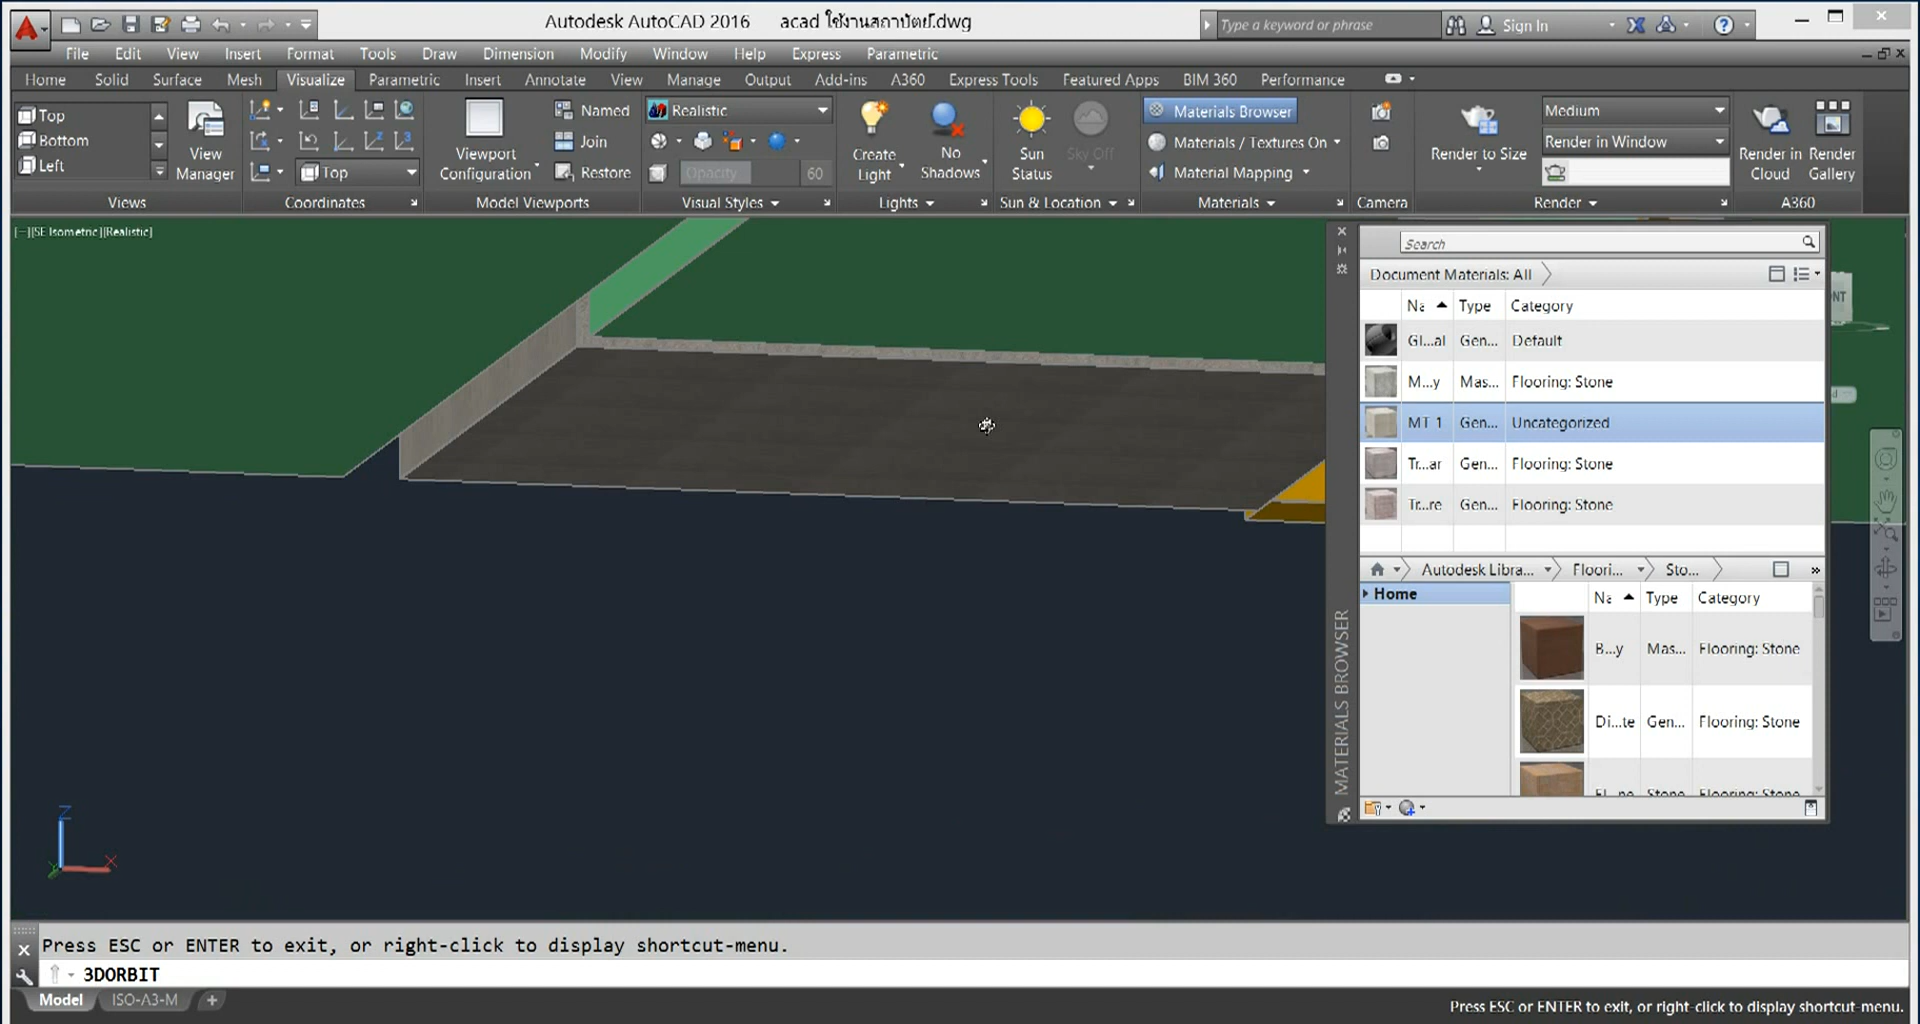 Autodesk AutoCAD 2016 acad ใช้งานสถาปัตย์.dwg
Type a keyword or phrase
Sign In
File Edit View Insert Format Tools Draw Dimension Modify Window Help Express Parametric
Home Solid Surface Mesh Visualize Parametric Insert Annotate View Manage Output Add-ins A360 Express Tools Featured Apps BIM 360 Performance
Top
Bottom
Left
View
Manager
Top
Viewport
Configuration
Named
Join
Restore
Realistic
Opacity 60
Create
Light
No
Shadows
Sun
Status
Sky Off
Materials Browser
Materials / Textures On
Material Mapping
Render to Size
Medium
Render in Window
Render in
Cloud
Render
Gallery
Views Coordinates Model Viewports Visual Styles Lights Sun & Location Materials Camera Render A360
[−][SE Isometric][Realistic]
Search
Document Materials: All
Na Type Category
Gl...al Gen... Default
M...y Mas... Flooring: Stone
MT 1 Gen... Uncategorized
Tr...ar Gen... Flooring: Stone
Tr...re Gen... Flooring: Stone
Autodesk Libra... Floori... Sto...
»
Home
Na Type Category
B...y Mas... Flooring: Stone
Di...te Gen... Flooring: Stone
Fl...ne Stone Flooring: Stone
MATERIALS BROWSER
NT
Z
Y
X
Press ESC or ENTER to exit, or right-click to display shortcut-menu.
3DORBIT
Model ISO-A3-M +
Press ESC or ENTER to exit, or right-click to display shortcut-menu.